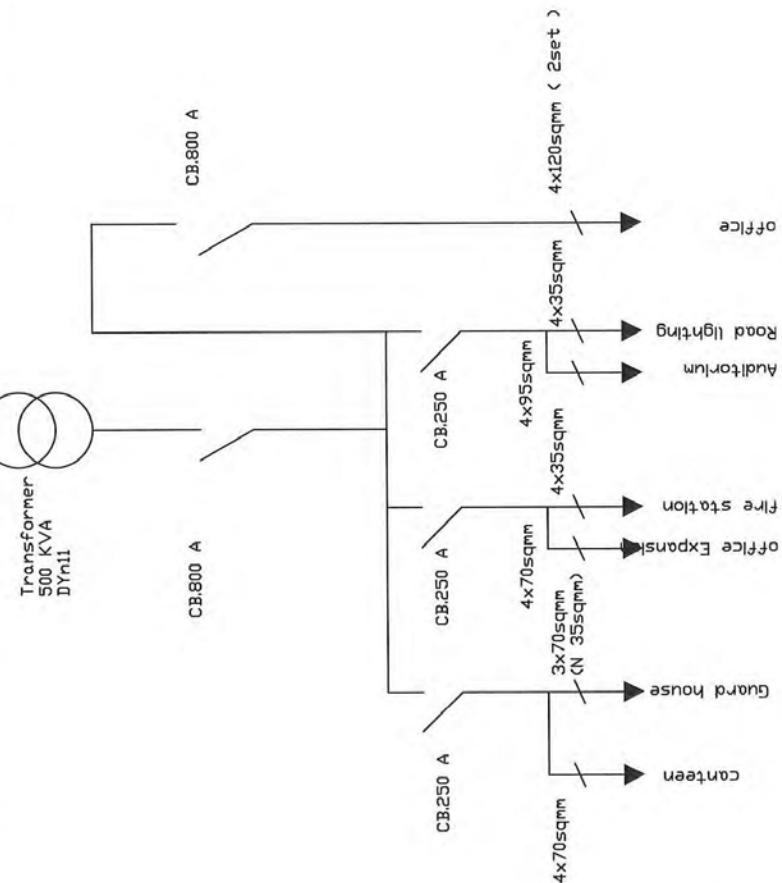 Transformer
500 KVA
DYn11
CB.800 A
CB.800 A
4x120sqmm ( 2set )
CB.250 A
4x95sqmm
4x35sqmm
CB.250 A
4x70sqmm
4x35sqmm
CB.250 A
4x70sqmm
3x70sqmm
(N 35sqmm)
canteen
Guard house
office Expansi
fire station
Auditorium
Road lighting
office